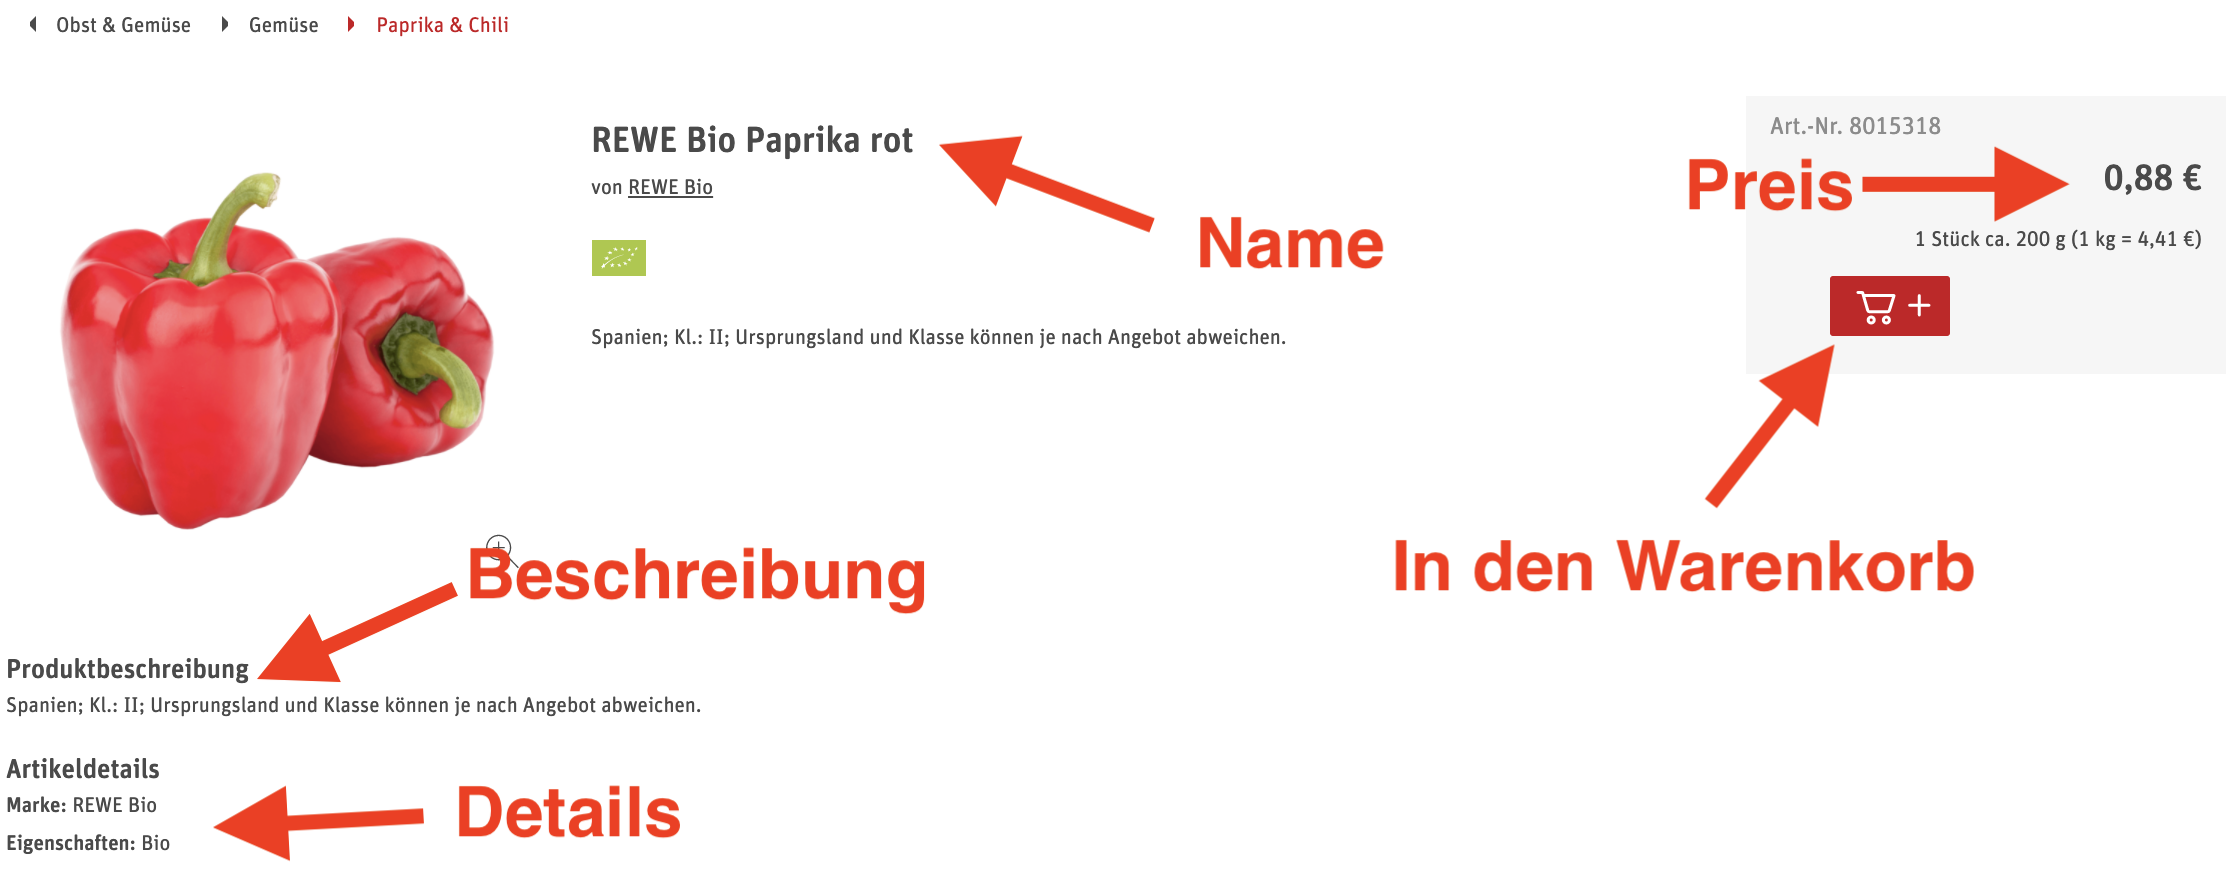 Obst & Gemüse Gemüse Paprika & Chili
REWE Bio Paprika rot
von REWE Bio
Name
Spanien; Kl.: II; Ursprungsland und Klasse können je nach Angebot abweichen.
Art.-Nr. 8015318
Preis
0,88 €
1 Stück ca. 200 g (1 kg = 4,41 €)
In den Warenkorb
Beschreibung
Produktbeschreibung
Spanien; Kl.: II; Ursprungsland und Klasse können je nach Angebot abweichen.
Artikeldetails
Marke: REWE Bio
Eigenschaften: Bio
Details